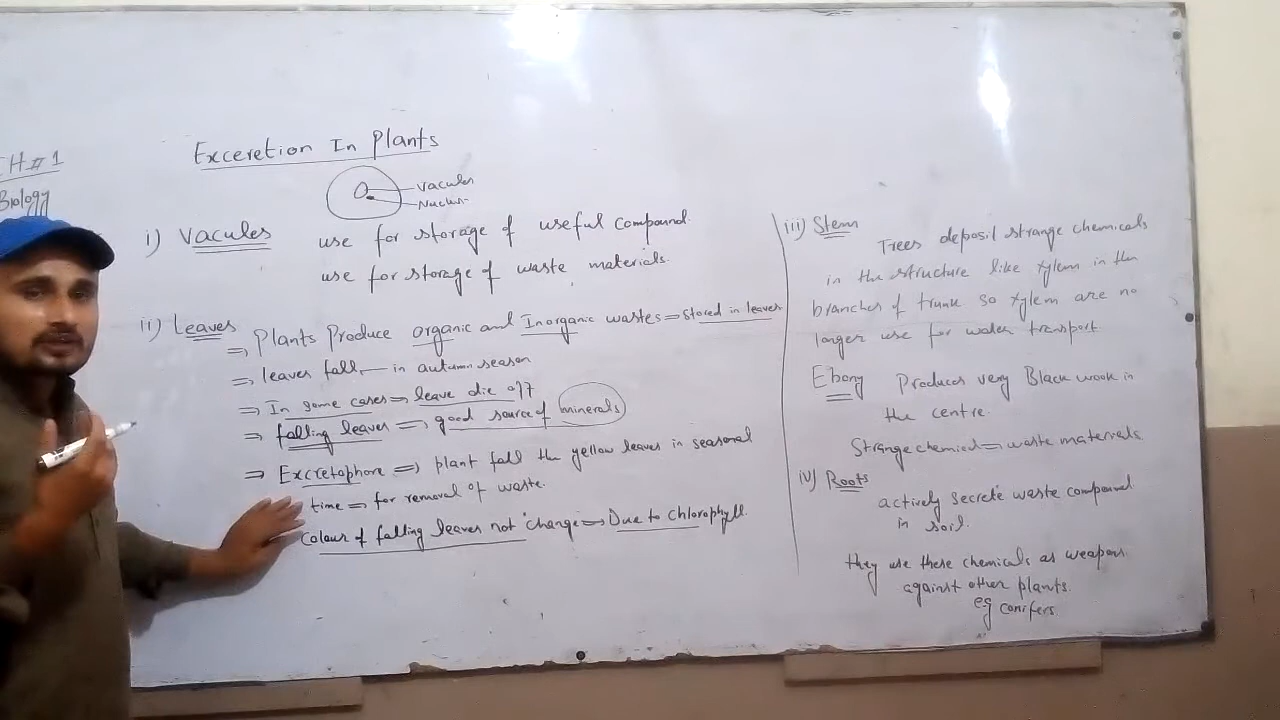 CH#1
Biology
Exceretion In Plants
vacules
i) Vacules
use for storage of useful compound.
use for storage of waste materials.
ii) Leaves
⇒ Plants Produce organic and Inorganic wastes ⇒ stored in leaves
⇒ leaves fall — in autumn season
⇒ In some cases ⇒ leave die off
⇒ falling leaves ⇒ good source of minerals
⇒ Excretophore ⇒ plant fall the yellow leaves in seasonal
time ⇒ for removal of waste.
Colour of falling leaves not change ⇒ Due to chlorophyll.
iii) Stem
Trees deposit strange chemicals
in the structure like xylem in the
branches of trunk so xylem are no
longer use for water transport
Ebony Produces very Black wook in
the centre.
Strange chemical = waste materials
iv) Roots
actively secrete waste compound
in soil.
they use these chemicals as weapons
against other plants.
eg conifers.